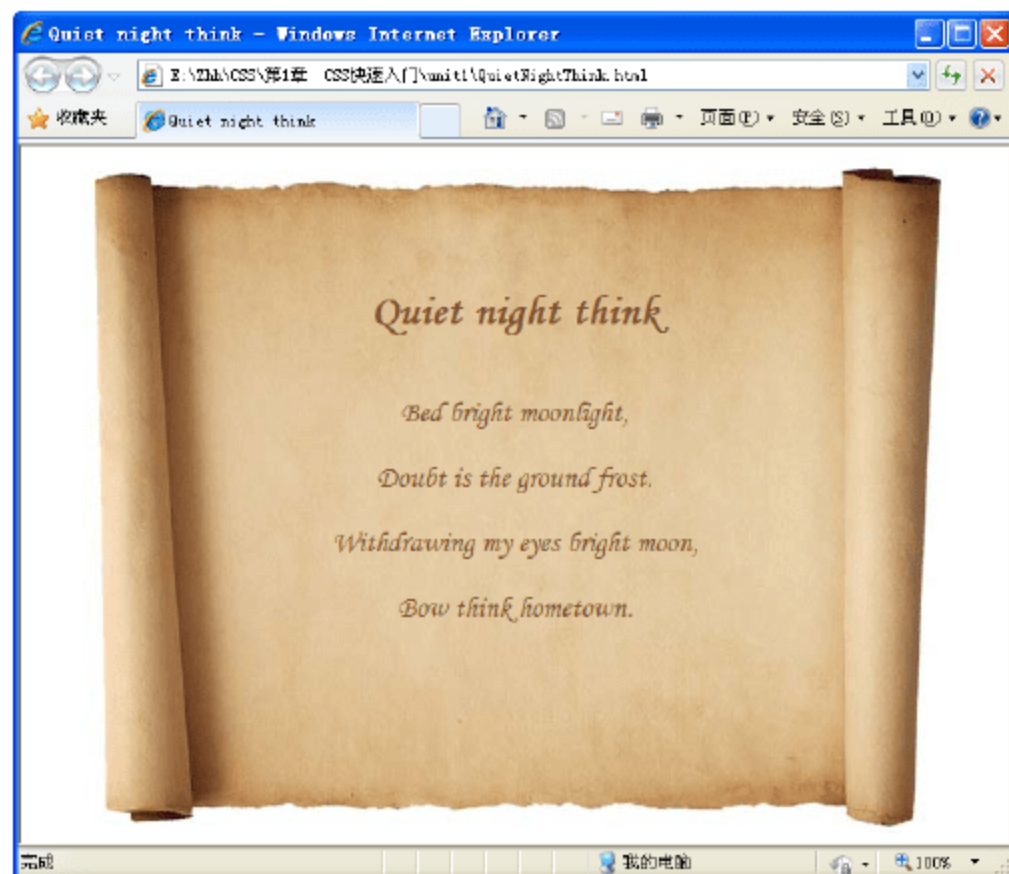 Quiet night think - Windows Internet Explorer
E:\Zhh\CSS\第1章 CSS快速入门\unit1\QuietNightThink.html
收藏夹 Quiet night think 页面(P) 安全(S) 工具(O)
Quiet night think
Bed bright moonlight,
Doubt is the ground frost.
Withdrawing my eyes bright moon,
Bow think hometown.
完成 我的电脑 100%